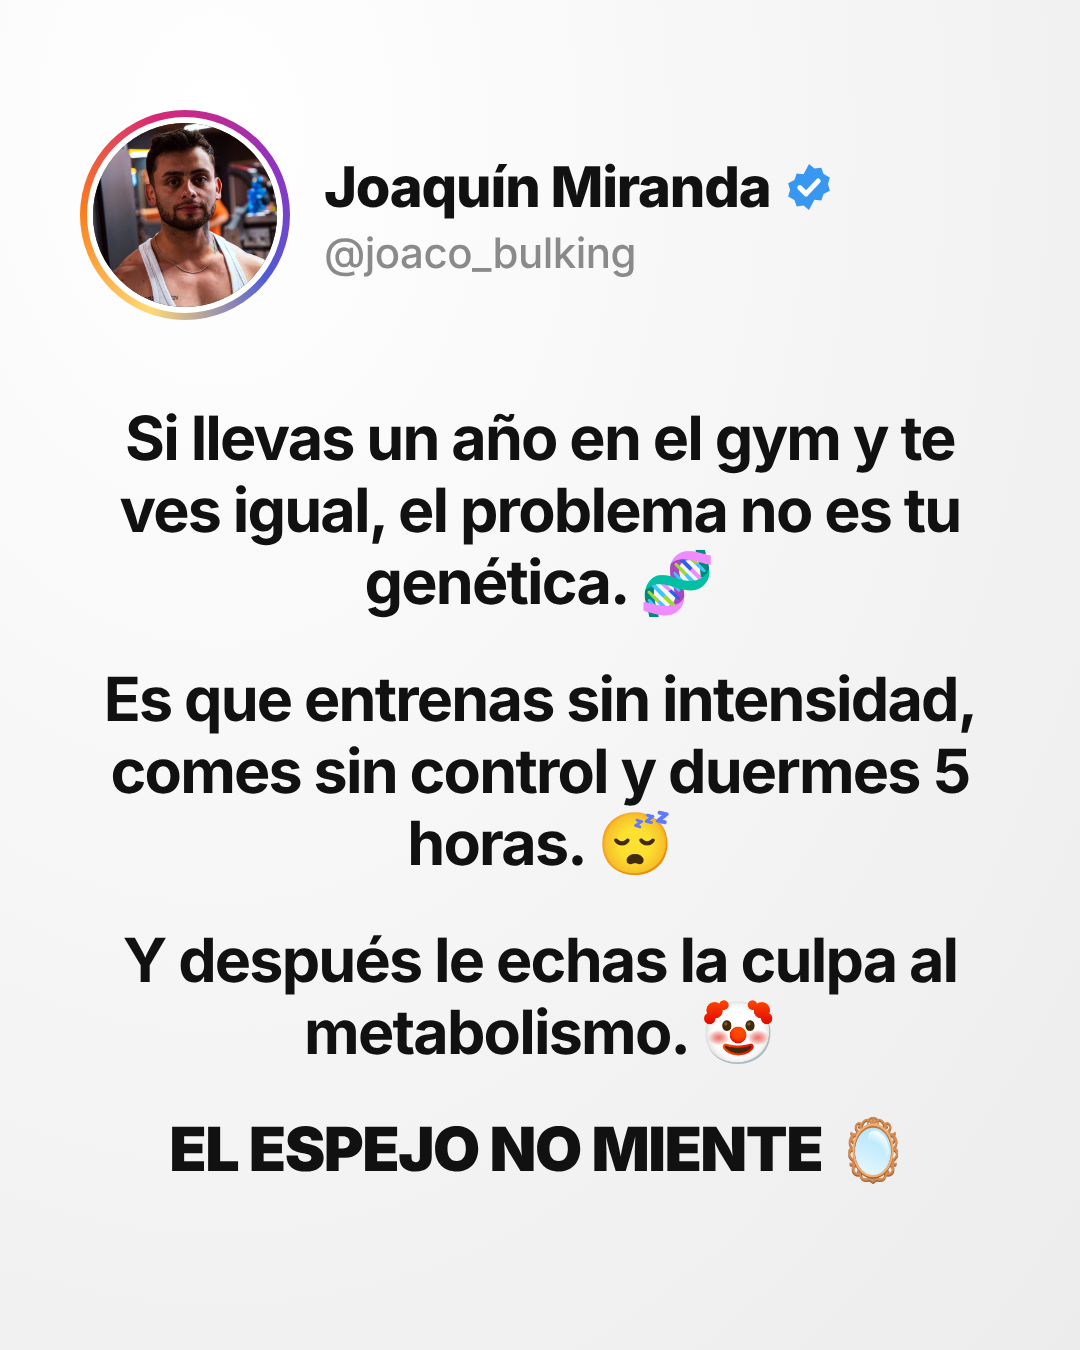 Joaquín Miranda
@joaco_bulking
Si llevas un año en el gym y te
ves igual, el problema no es tu
genética. 🧬
Es que entrenas sin intensidad,
comes sin control y duermes 5
horas. 😴
Y después le echas la culpa al
metabolismo. 🤡
EL ESPEJO NO MIENTE 🪞